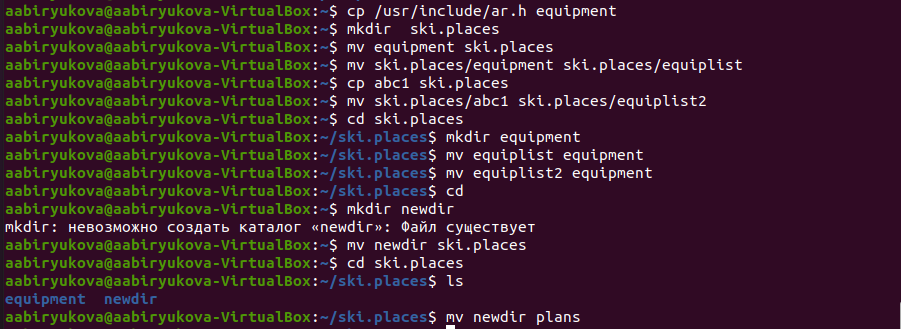 aabiryukova@aabiryukova-VirtualBox:~$ cp /usr/include/ar.h equipment
aabiryukova@aabiryukova-VirtualBox:~$ mkdir  ski.places
aabiryukova@aabiryukova-VirtualBox:~$ mv equipment ski.places
aabiryukova@aabiryukova-VirtualBox:~$ mv ski.places/equipment ski.places/equiplist
aabiryukova@aabiryukova-VirtualBox:~$ cp abc1 ski.places
aabiryukova@aabiryukova-VirtualBox:~$ mv ski.places/abc1 ski.places/equiplist2
aabiryukova@aabiryukova-VirtualBox:~$ cd ski.places
aabiryukova@aabiryukova-VirtualBox:~/ski.places$ mkdir equipment
aabiryukova@aabiryukova-VirtualBox:~/ski.places$ mv equiplist equipment
aabiryukova@aabiryukova-VirtualBox:~/ski.places$ mv equiplist2 equipment
aabiryukova@aabiryukova-VirtualBox:~/ski.places$ cd
aabiryukova@aabiryukova-VirtualBox:~$ mkdir newdir
mkdir: невозможно создать каталог «newdir»: Файл существует
aabiryukova@aabiryukova-VirtualBox:~$ mv newdir ski.places
aabiryukova@aabiryukova-VirtualBox:~$ cd ski.places
aabiryukova@aabiryukova-VirtualBox:~/ski.places$ ls
equipment  newdir
aabiryukova@aabiryukova-VirtualBox:~/ski.places$ mv newdir plans